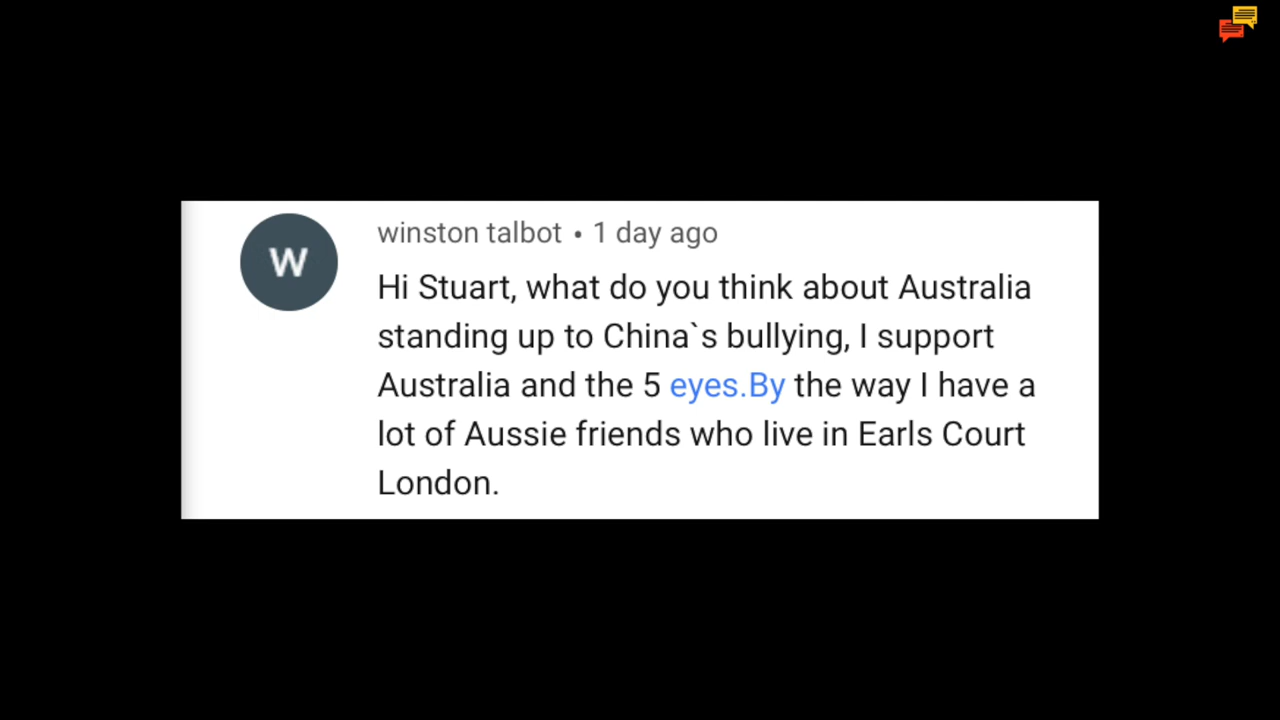 W
winston talbot • 1 day ago
Hi Stuart, what do you think about Australia
standing up to China`s bullying, I support
Australia and the 5 eyes.By the way I have a
lot of Aussie friends who live in Earls Court
London.